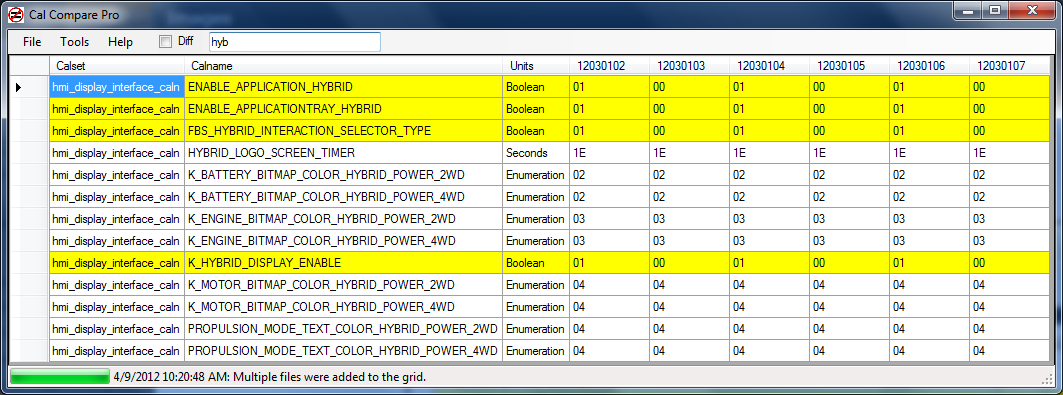 Cal Compare Pro
File Tools Help Diff hyb
Calset Calname Units 12030102 12030103 12030104 12030105 12030106 12030107
hmi_display_interface_caln ENABLE_APPLICATION_HYBRID Boolean 01 00 01 00 01 00
hmi_display_interface_caln ENABLE_APPLICATIONTRAY_HYBRID Boolean 01 00 01 00 01 00
hmi_display_interface_caln FBS_HYBRID_INTERACTION_SELECTOR_TYPE Boolean 01 00 01 00 01 00
hmi_display_interface_caln HYBRID_LOGO_SCREEN_TIMER Seconds 1E 1E 1E 1E 1E 1E
hmi_display_interface_caln K_BATTERY_BITMAP_COLOR_HYBRID_POWER_2WD Enumeration 02 02 02 02 02 02
hmi_display_interface_caln K_BATTERY_BITMAP_COLOR_HYBRID_POWER_4WD Enumeration 02 02 02 02 02 02
hmi_display_interface_caln K_ENGINE_BITMAP_COLOR_HYBRID_POWER_2WD Enumeration 03 03 03 03 03 03
hmi_display_interface_caln K_ENGINE_BITMAP_COLOR_HYBRID_POWER_4WD Enumeration 03 03 03 03 03 03
hmi_display_interface_caln K_HYBRID_DISPLAY_ENABLE Boolean 01 00 01 00 01 00
hmi_display_interface_caln K_MOTOR_BITMAP_COLOR_HYBRID_POWER_2WD Enumeration 04 04 04 04 04 04
hmi_display_interface_caln K_MOTOR_BITMAP_COLOR_HYBRID_POWER_4WD Enumeration 04 04 04 04 04 04
hmi_display_interface_caln PROPULSION_MODE_TEXT_COLOR_HYBRID_POWER_2WD Enumeration 04 04 04 04 04 04
hmi_display_interface_caln PROPULSION_MODE_TEXT_COLOR_HYBRID_POWER_4WD Enumeration 04 04 04 04 04 04
4/9/2012 10:20:48 AM: Multiple files were added to the grid.